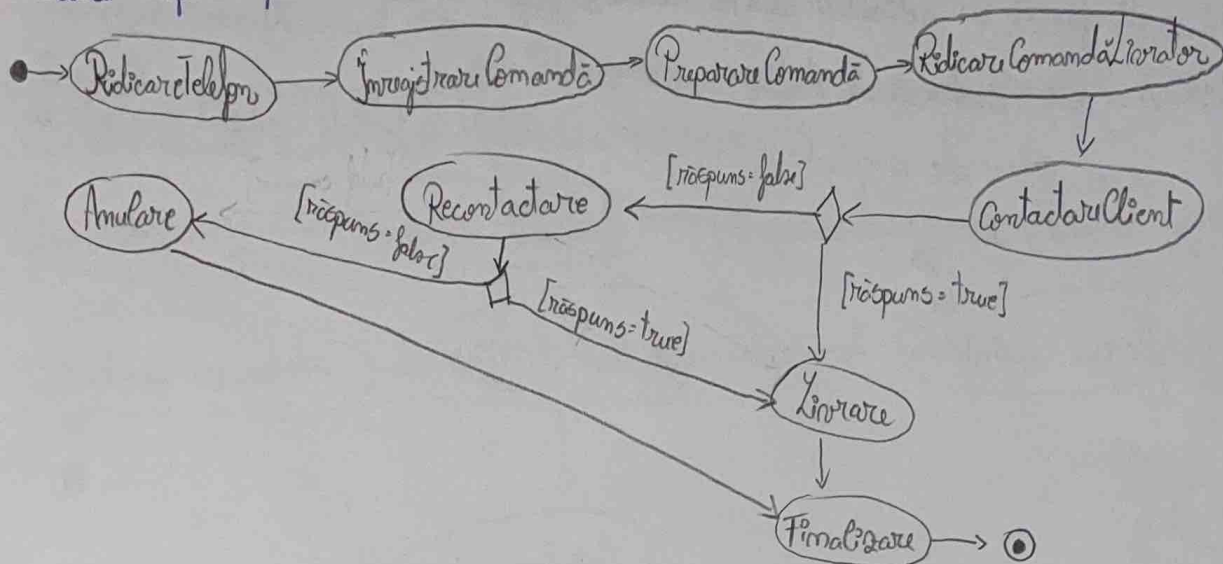 RidicareTelefon
ÎnregistrareComandă
PreparareComandă
RidicareComandăLivrator
ContactareClient
[răspuns=false]
Recontactare
[răspuns=false]
Anulare
[răspuns=true]
[răspuns=true]
Livrare
Finalizare